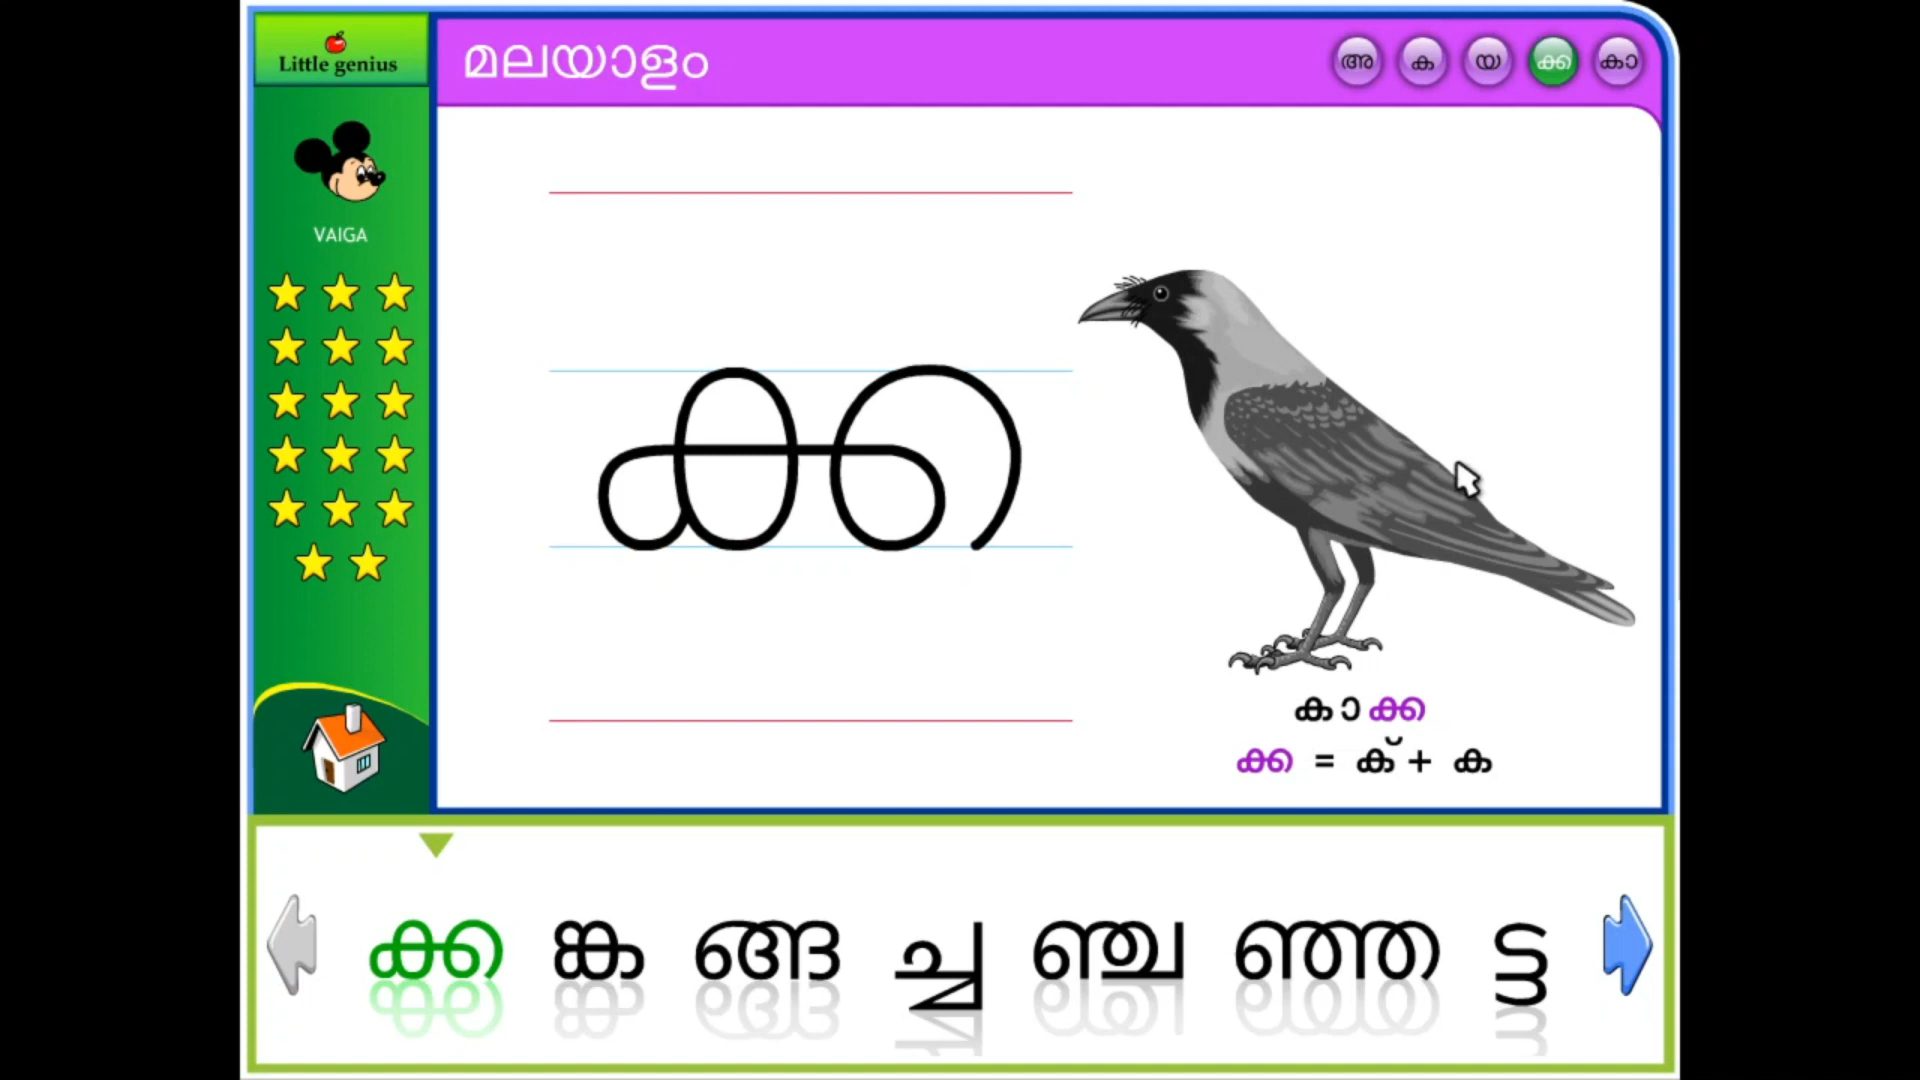 Little genius
മലയാളം
അ ക യ ക്ക കാ
VAIGA
ക്ക
കാക്ക
ക്ക = ക് + ക
ക്ക ങ്ക ങ്ങ ച്ച ഞ്ച ഞ്ഞ ട്ട